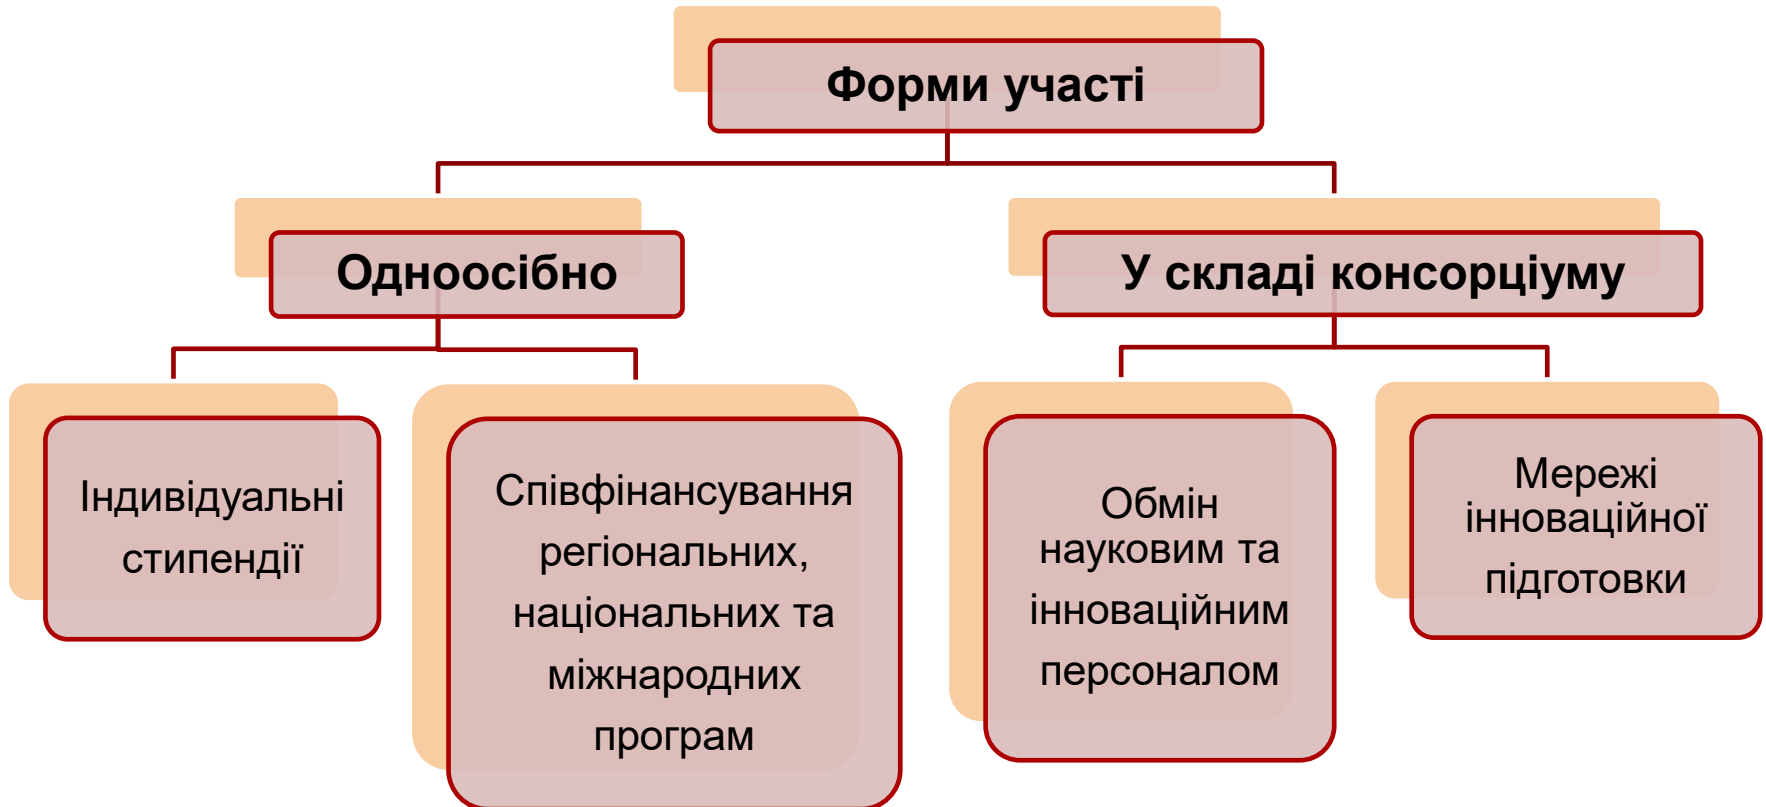 Форми участі
Одноосібно
У складі консорціуму
Індивідуальні
стипендії
Співфінансування
регіональних,
національних та
міжнародних
програм
Обмін
науковим та
інноваційним
персоналом
Мережі
інноваційної
підготовки